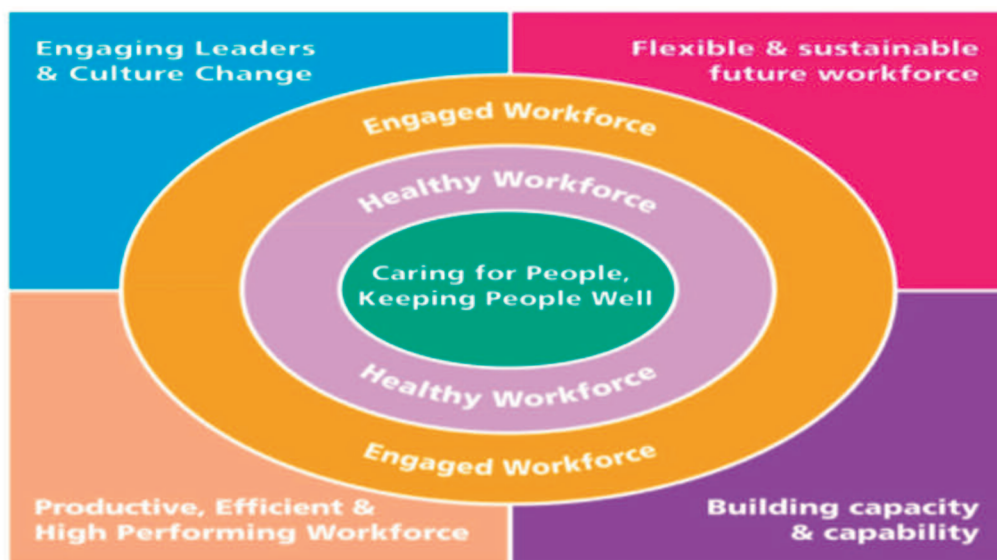 Engaging Leaders
& Culture Change
Flexible & sustainable
future workforce
Engaged Workforce
Healthy Workforce
Caring for People,
Keeping People Well
Healthy Workforce
Engaged Workforce
Productive, Efficient &
High Performing Workforce
Building capacity
& capability